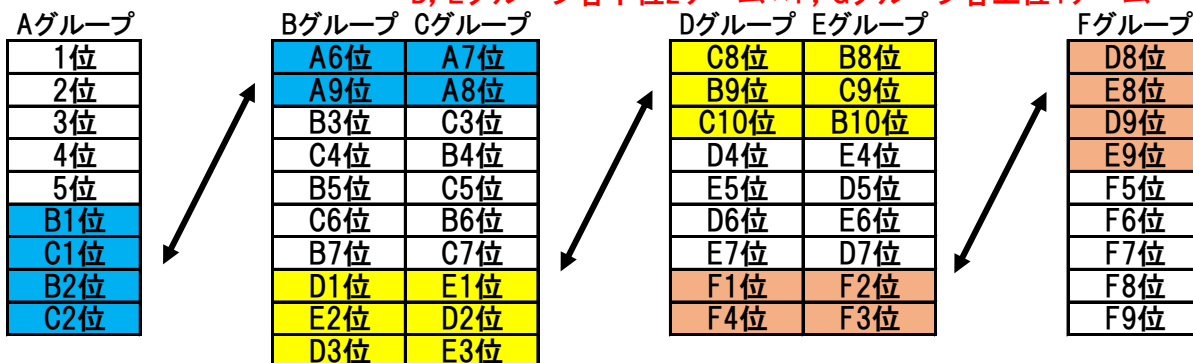 Aグループ Bグループ Cグループ Dグループ Eグループ Fグループ
1位 A6位 A7位 C8位 B8位 D8位
2位 A9位 A8位 B9位 C9位 E8位
3位 B3位 C3位 C10位 B10位 D9位
4位 C4位 B4位 D4位 E4位 E9位
5位 B5位 C5位 E5位 D5位 F5位
B1位 C6位 B6位 D6位 E6位 F6位
C1位 B7位 C7位 E7位 D7位 F7位
B2位 D1位 E1位 F1位 F2位 F8位
C2位 E2位 D2位 F4位 F3位 F9位
D3位 E3位